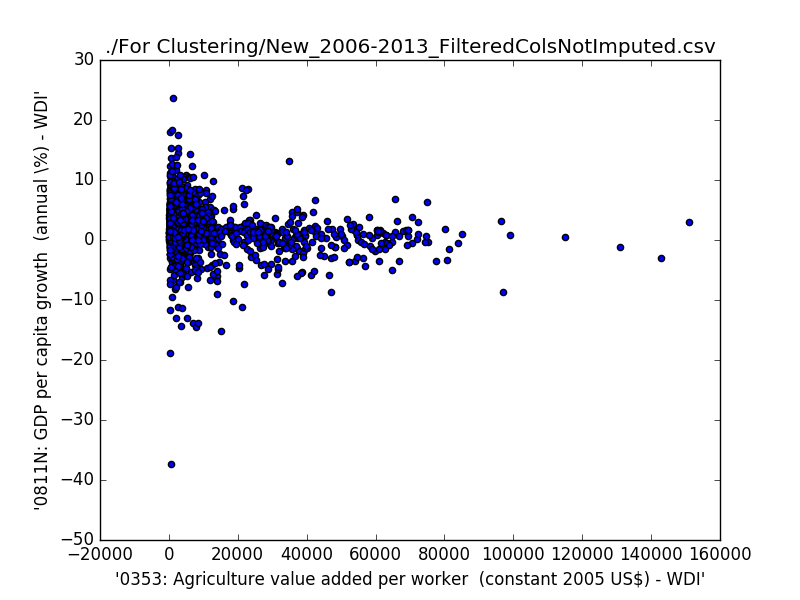 ./For Clustering/New_2006-2013_FilteredColsNotImputed.csv
30
20
10
0
−10
−20
−30
−40
−50
'0811N: GDP per capita growth  (annual \%) - WDI'
−20000 0 20000 40000 60000 80000 100000 120000 140000 160000
'0353: Agriculture value added per worker  (constant 2005 US$) - WDI'